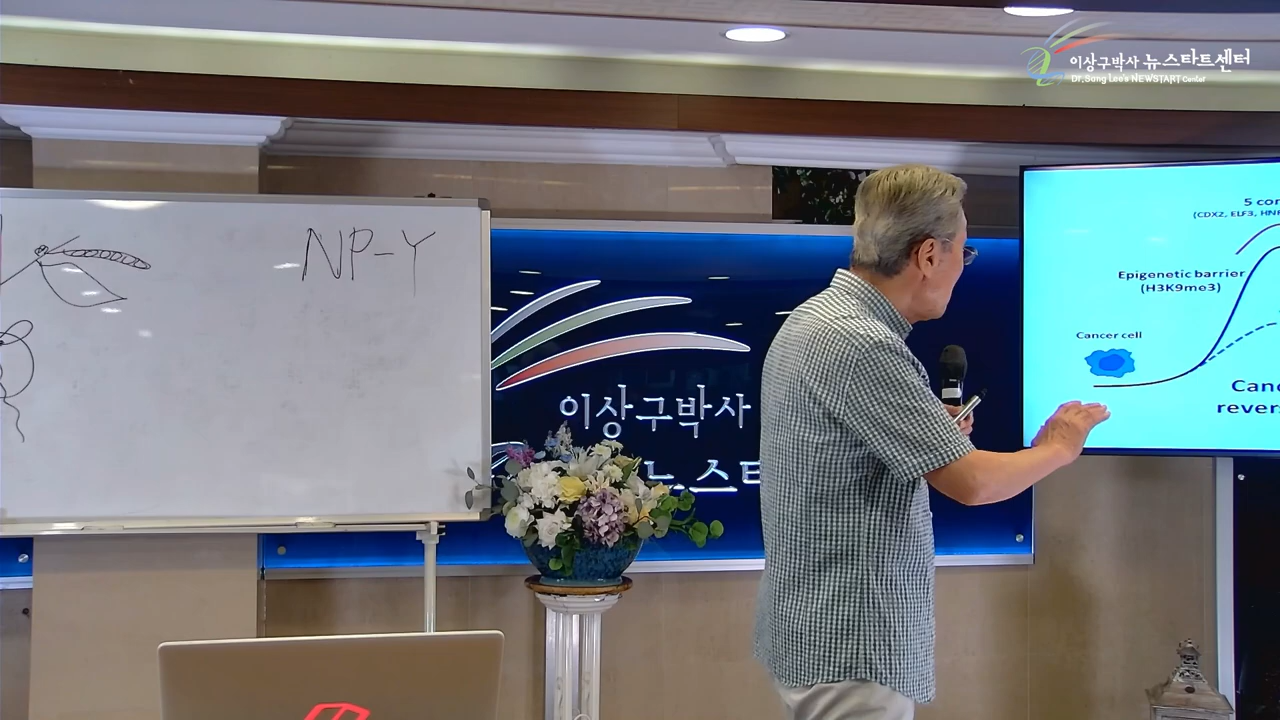 이상구박사 뉴스타트센터
Dr. Sang Lee's NEWSTART Center
NP-Y
이상구박사
뉴스타
5 con
(CDX2, ELF3, HNF
Epigenetic barrier
(H3K9me3)
Cancer cell
Canc
revers